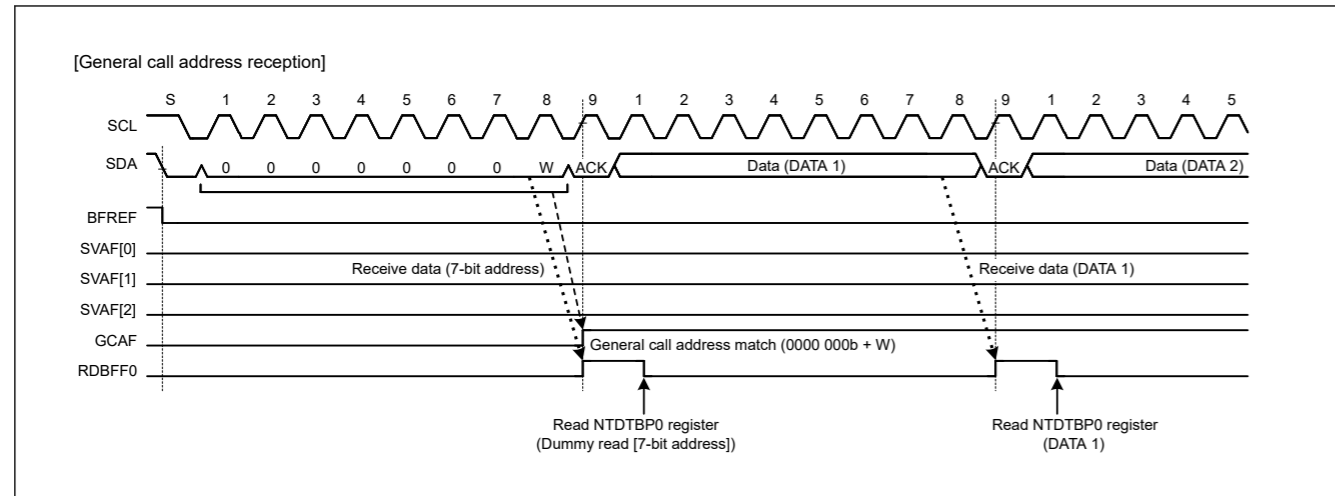 [General call address reception]
S 1 2 3 4 5 6 7 8 9 1 2 3 4 5 6 7 8 9 1 2 3 4 5
SCL
SDA 0 0 0 0 0 0 0 W ACK Data (DATA 1) ACK Data (DATA 2)
BFREF
SVAF[0]
Receive data (7-bit address) Receive data (DATA 1)
SVAF[1]
SVAF[2]
GCAF
General call address match (0000 000b + W)
RDBFF0
Read NTDTBP0 register
(Dummy read [7-bit address])
Read NTDTBP0 register
(DATA 1)